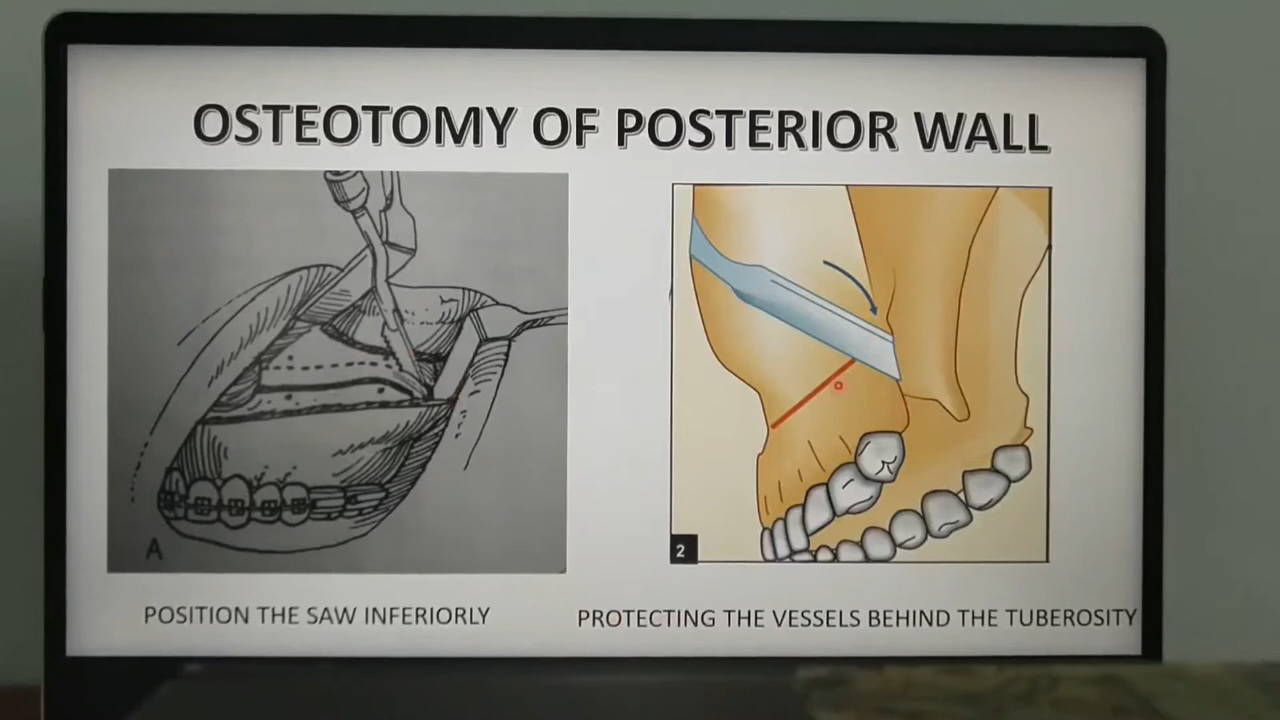 OSTEOTOMY OF POSTERIOR WALL
A
2
POSITION THE SAW INFERIORLY
PROTECTING THE VESSELS BEHIND THE TUBEROSITY